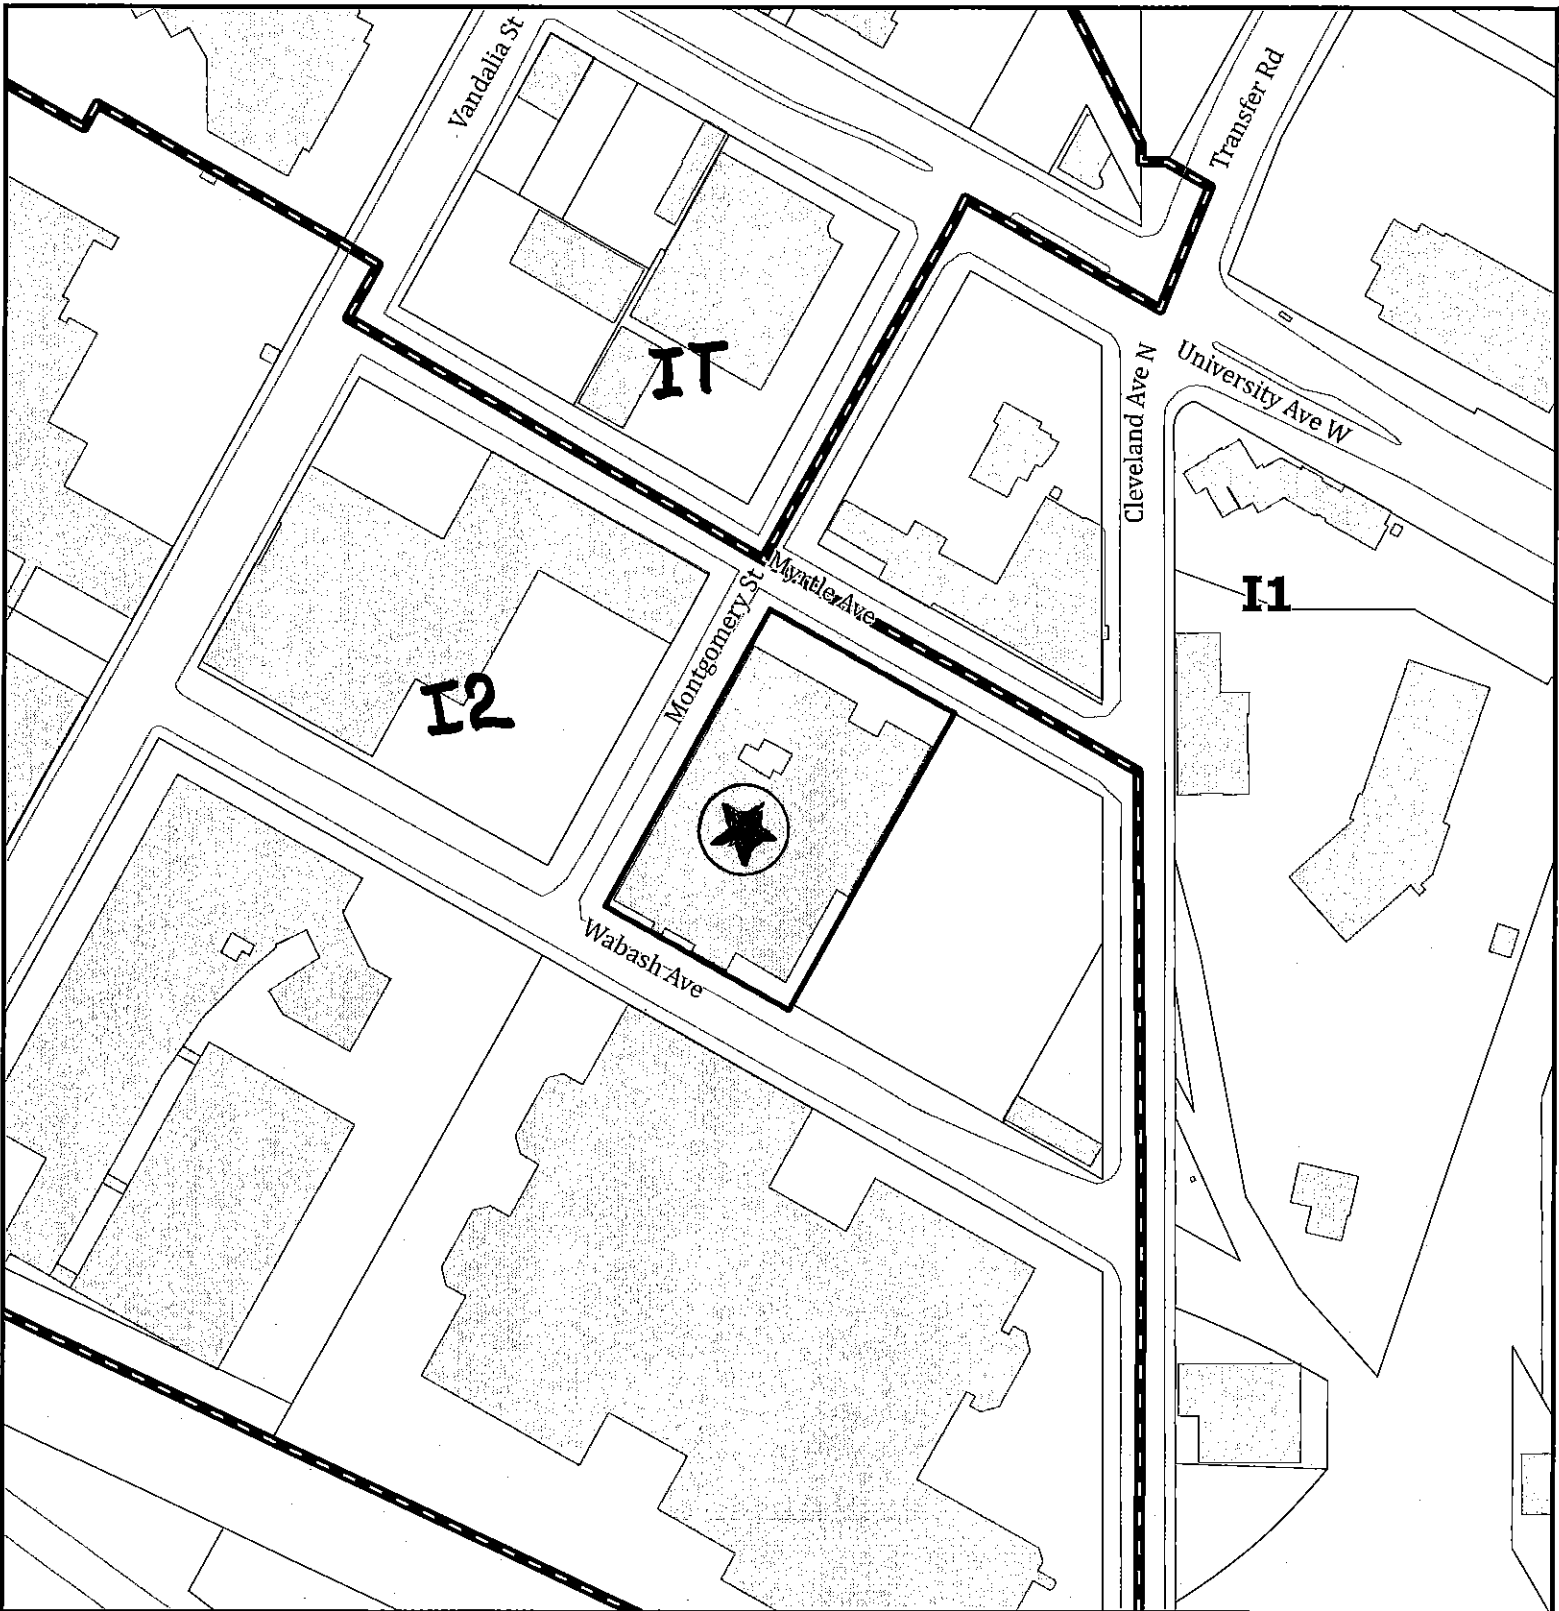 Vandalia St
Transfer Rd
IT
Cleveland Ave N
University Ave W
Myrtle Ave
I1
Montgomery St
I2
Wabash Ave